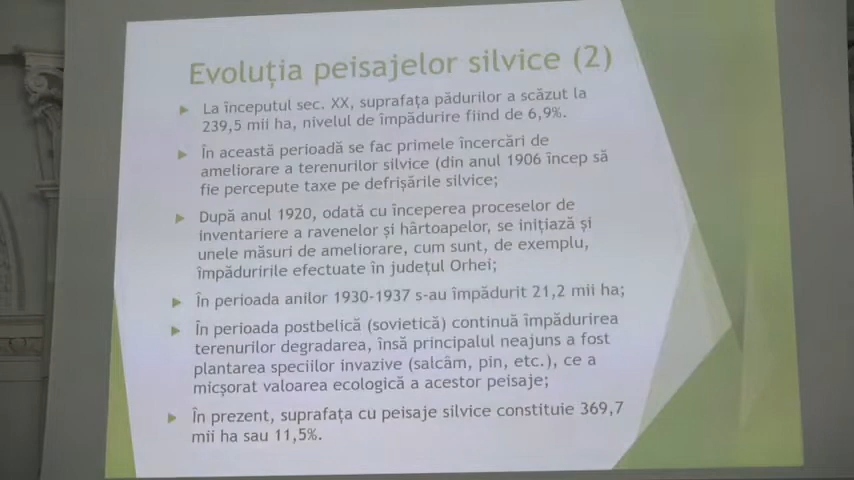 Evoluția peisajelor silvice (2)
La începutul sec. XX, suprafața pădurilor a scăzut la
239,5 mii ha, nivelul de împădurire fiind de 6,9%.
În această perioadă se fac primele încercări de
ameliorare a terenurilor silvice (din anul 1906 încep să
fie percepute taxe pe defrișările silvice;
După anul 1920, odată cu începerea proceselor de
inventariere a ravenelor și hârtoapelor, se inițiază și
unele măsuri de ameliorare, cum sunt, de exemplu,
împăduririle efectuate în județul Orhei;
În perioada anilor 1930-1937 s-au împădurit 21,2 mii ha;
În perioada postbelică (sovietică) continuă împădurirea
terenurilor degradarea, însă principalul neajuns a fost
plantarea speciilor invazive (salcâm, pin, etc.), ce a
micșorat valoarea ecologică a acestor peisaje;
În prezent, suprafața cu peisaje silvice constituie 369,7
mii ha sau 11,5%.